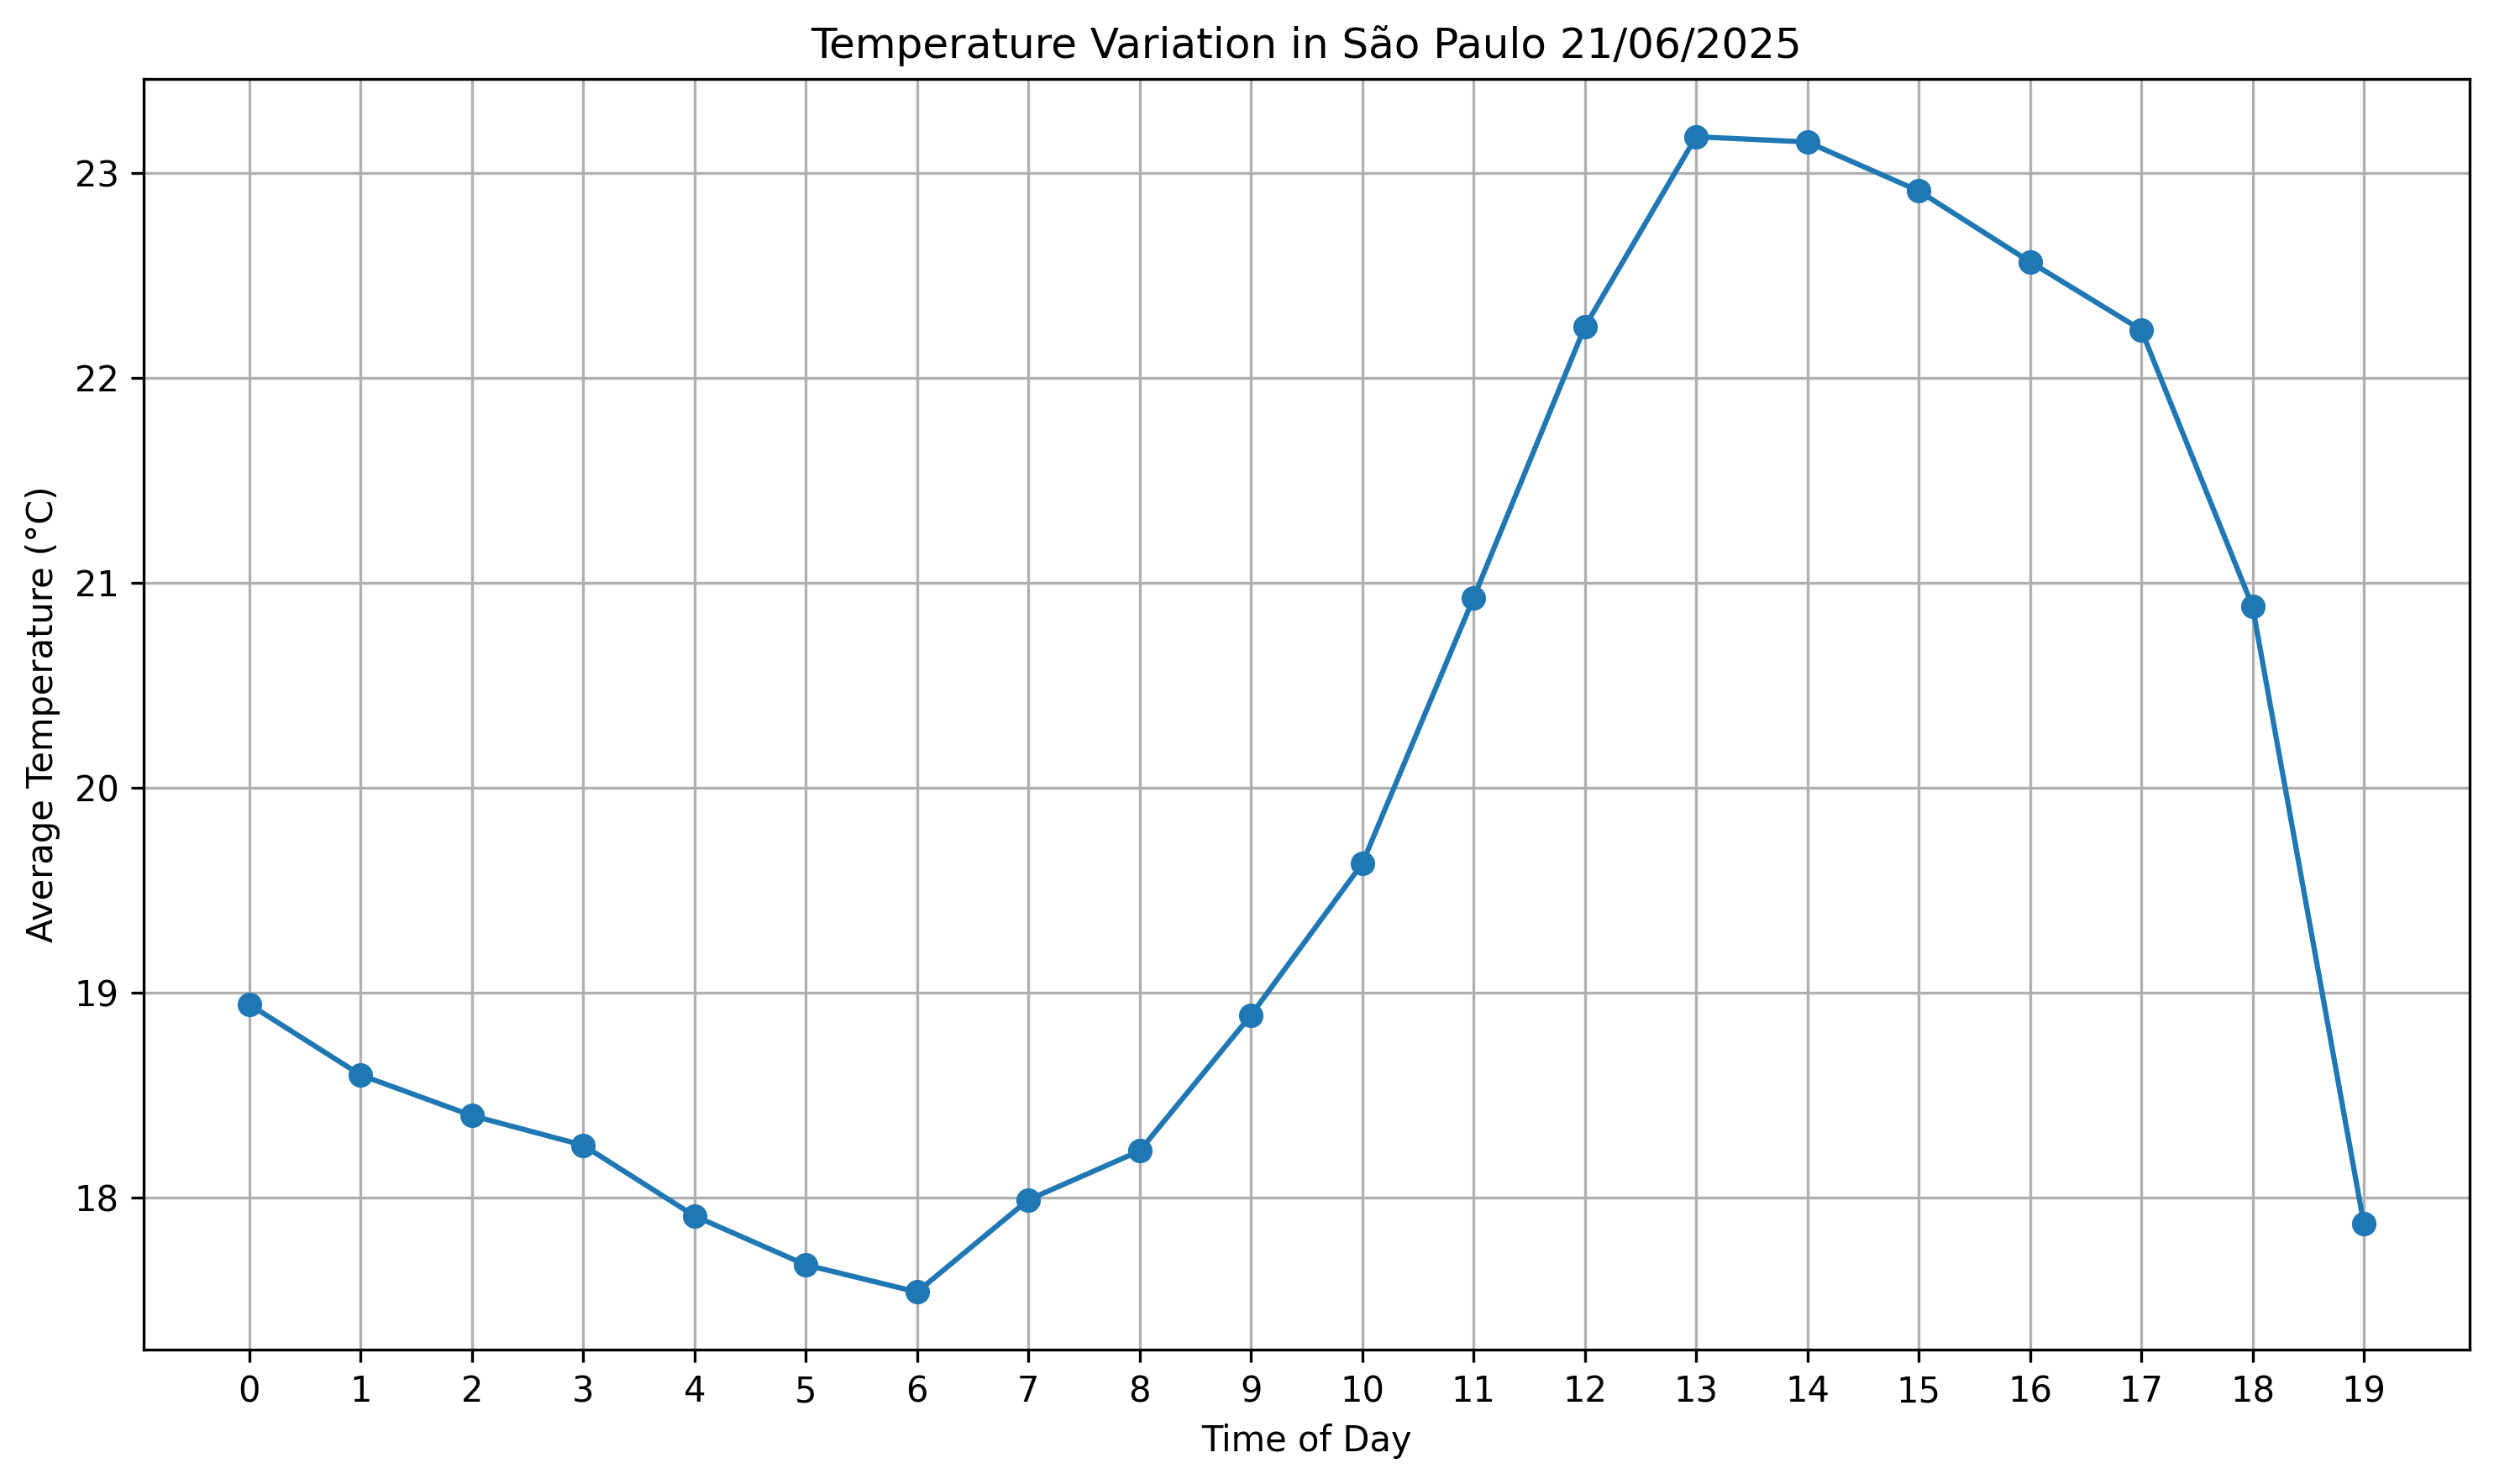 Temperature Variation in São Paulo 21/06/2025
Average Temperature (°C)
23
22
21
20
19
18
0 1 2 3 4 5 6 7 8 9 10 11 12 13 14 15 16 17 18 19
Time of Day